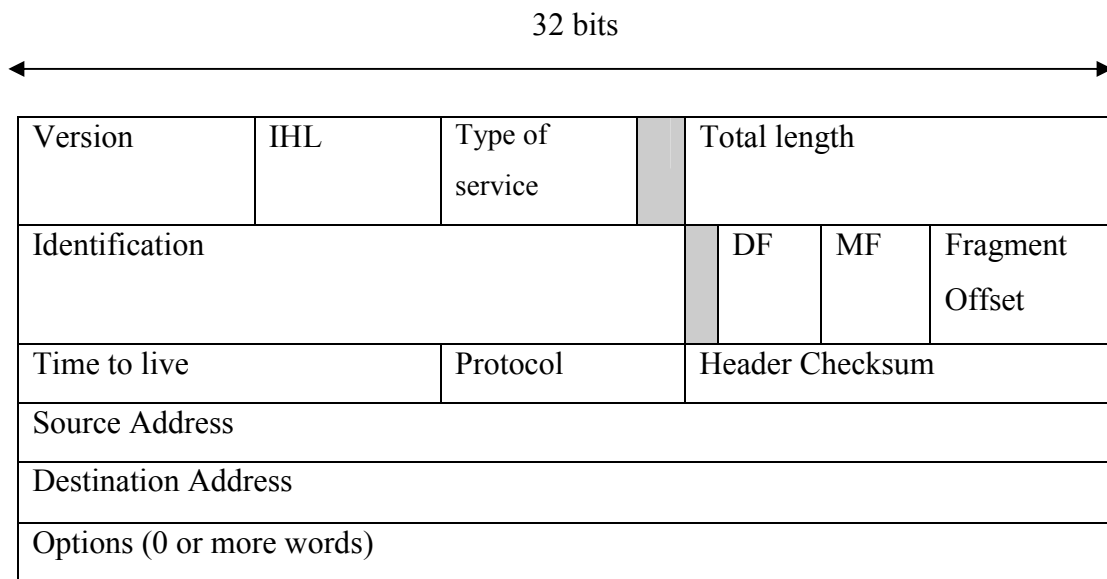 32 bits
Version IHL Type of service Total length
Identification DF MF Fragment Offset
Time to live Protocol Header Checksum
Source Address
Destination Address
Options (0 or more words)